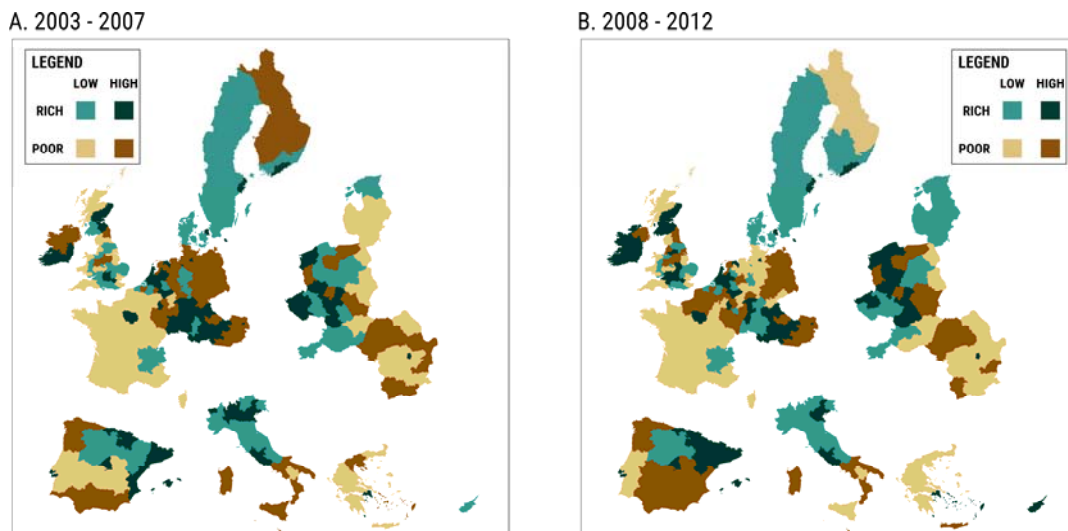 A. 2003 - 2007
LEGEND
LOW HIGH
RICH
POOR
B. 2008 - 2012
LEGEND
LOW HIGH
RICH
POOR